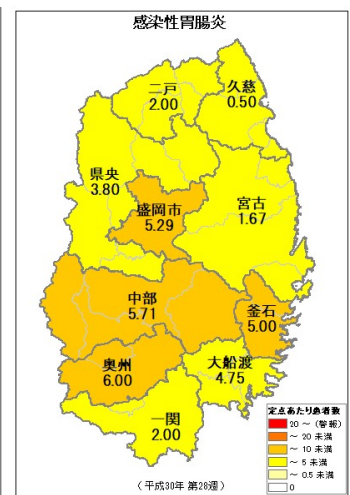 感染性胃腸炎
二戸
2.00
久慈
0.50
県央
3.80
盛岡市
5.29
宮古
1.67
中部
5.71
釜石
5.00
奥州
6.00
大船渡
4.75
一関
2.00
定点あたり患者数
20 ～ (警報)
～ 20 未満
～ 10 未満
～ 5 未満
～ 0.5 未満
0
（平成30年 第28週）